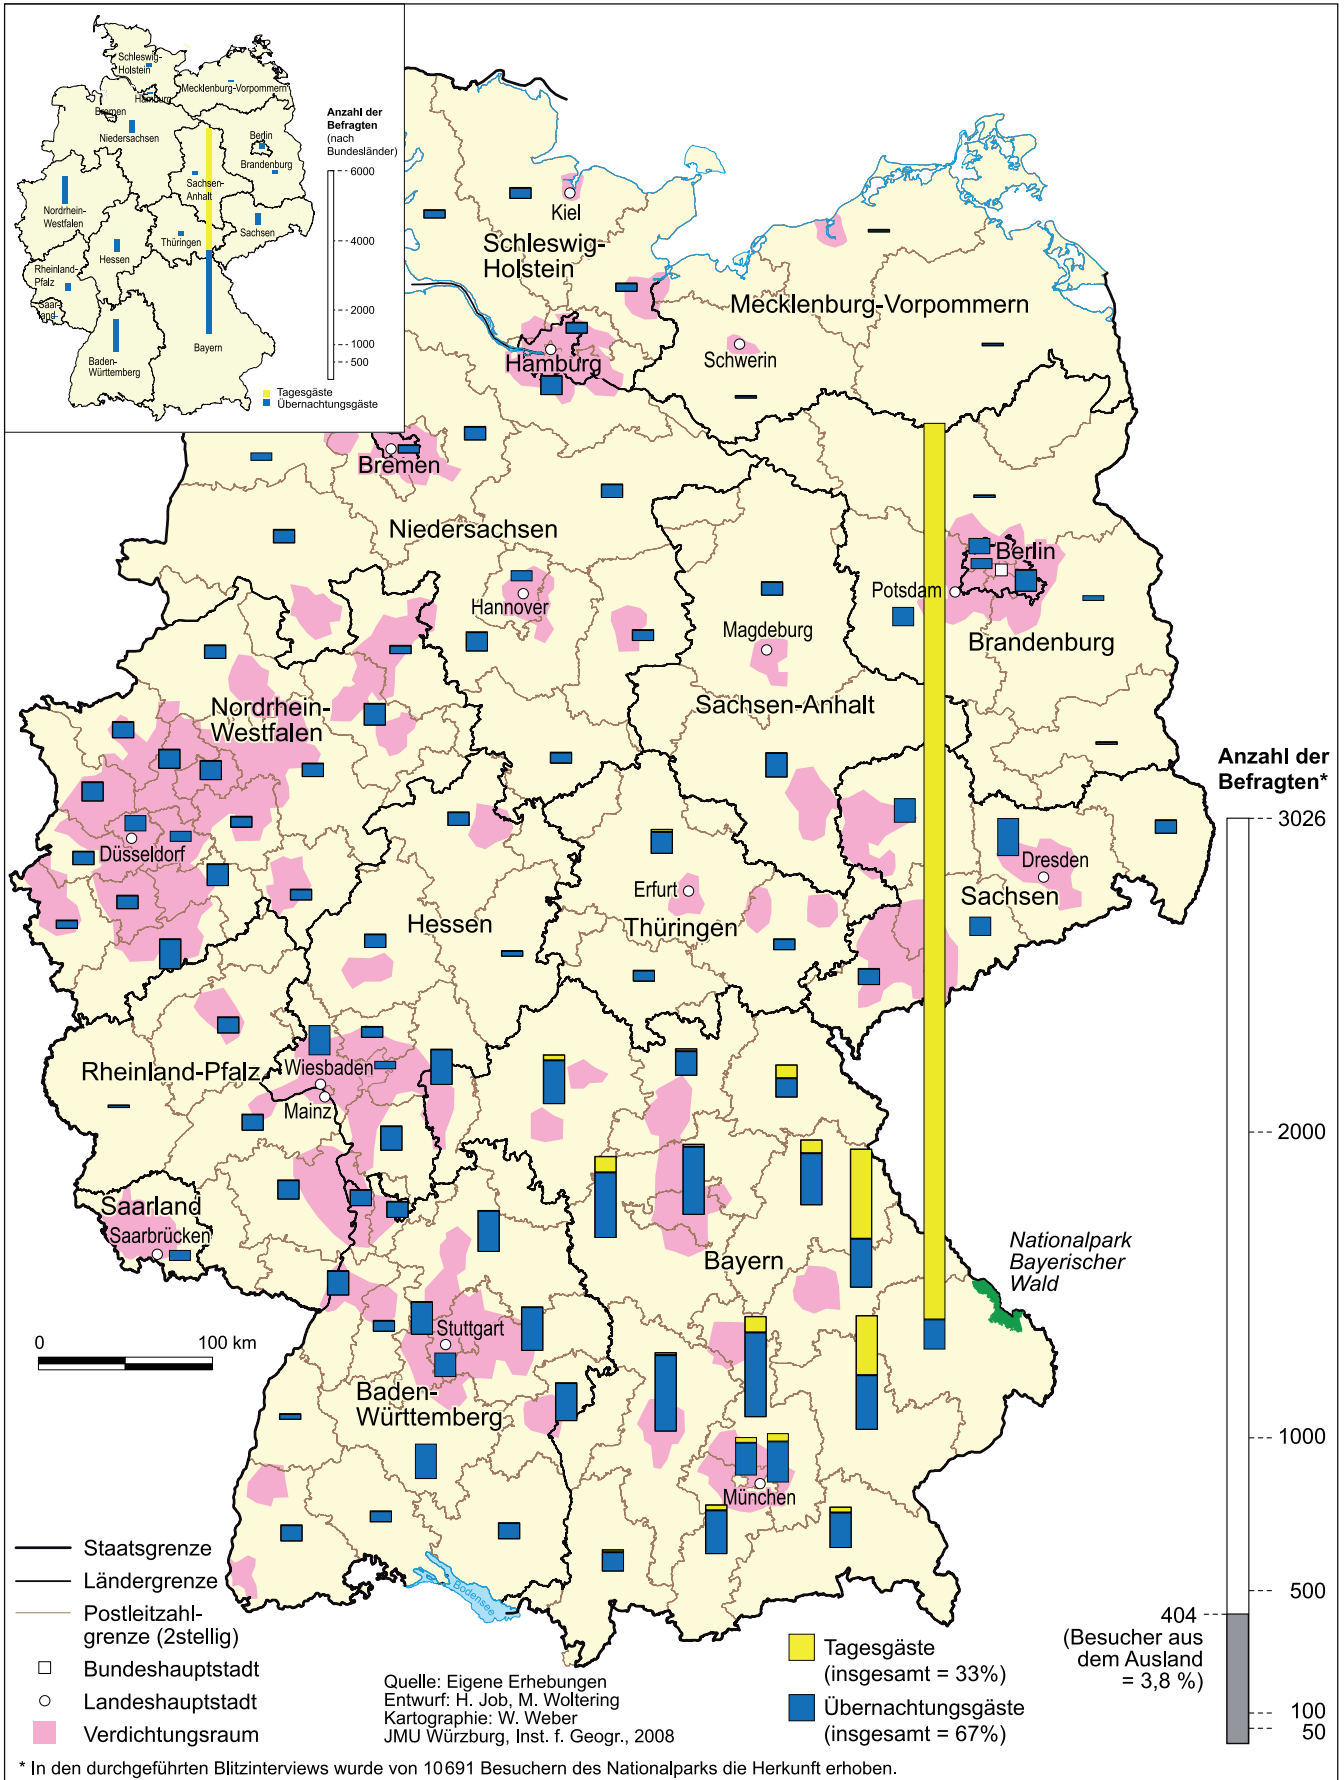 Schleswig-
Holstein
Hamburg
Mecklenburg-Vorpommern
Bremen
Niedersachsen
Berlin
Brandenburg
Sachsen-
Anhalt
Nordrhein-
Westfalen
Hessen
Thüringen
Sachsen
Rheinland-
Pfalz
Saar-
land
Baden-
Württemberg
Bayern
Anzahl der
Befragten
(nach
Bundesländer)
6000
4000
2000
1000
500
Tagesgäste
Übernachtungsgäste
Kiel
Schleswig-
Holstein
Mecklenburg-Vorpommern
Schwerin
Hamburg
Bremen
Niedersachsen
Hannover
Berlin
Potsdam
Brandenburg
Magdeburg
Sachsen-Anhalt
Nordrhein-
Westfalen
Düsseldorf
Hessen
Erfurt
Thüringen
Dresden
Sachsen
Rheinland-Pfalz
Wiesbaden
Mainz
Saarland
Saarbrücken
Bayern
Nationalpark
Bayerischer
Wald
Stuttgart
Baden-
Württemberg
München
Bodensee
0 100 km
Anzahl der
Befragten*
3026
2000
1000
500
404
(Besucher aus
dem Ausland
= 3,8 %)
100
50
Staatsgrenze
Ländergrenze
Postleitzahl-
grenze (2stellig)
Bundeshauptstadt
Landeshauptstadt
Verdichtungsraum
Quelle: Eigene Erhebungen
Entwurf: H. Job, M. Woltering
Kartographie: W. Weber
JMU Würzburg, Inst. f. Geogr., 2008
Tagesgäste
(insgesamt = 33%)
Übernachtungsgäste
(insgesamt = 67%)
* In den durchgeführten Blitzinterviews wurde von 10691 Besuchern des Nationalparks die Herkunft erhoben.